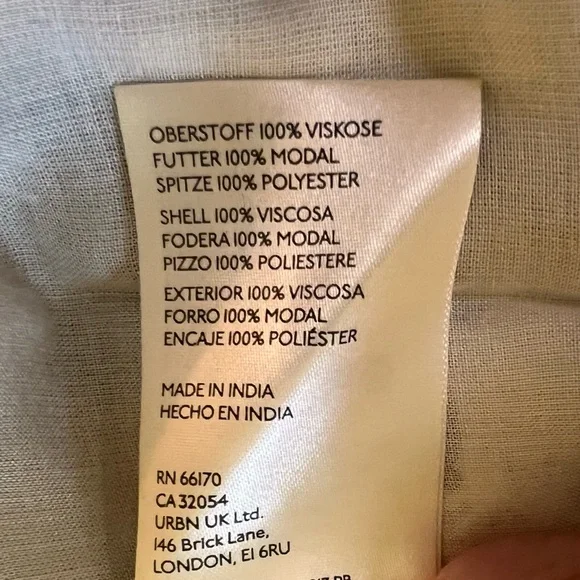 OBERSTOFF 100% VISKOSE
FUTTER 100% MODAL
SPITZE 100% POLYESTER
SHELL 100% VISCOSA
FODERA 100% MODAL
PIZZO 100% POLIESTERE
EXTERIOR 100% VISCOSA
FORRO 100% MODAL
ENCAJE 100% POLIÉSTER
MADE IN INDIA
HECHO EN INDIA
RN 66170
CA 32054
URBN UK Ltd.
146 Brick Lane,
LONDON, E1 6RU